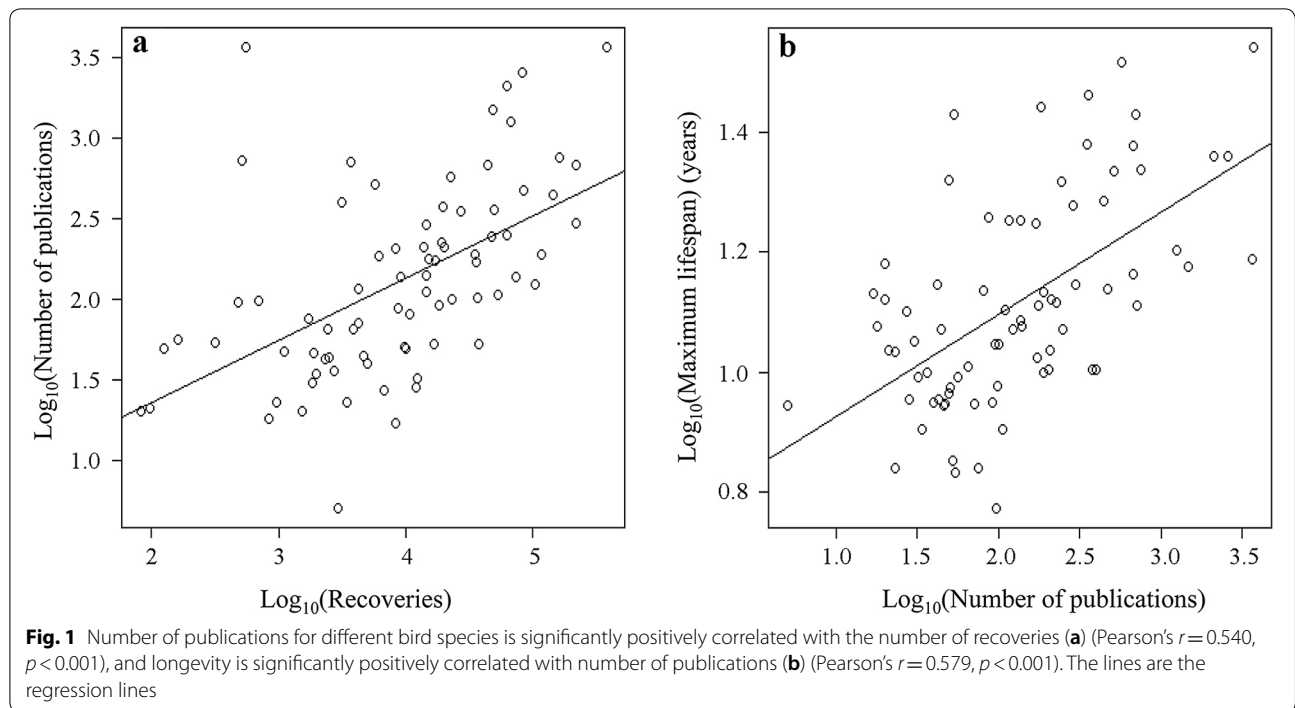 a
3.5
3.0
2.5
2.0
1.5
1.0
Log10(Number of publications)
2 3 4 5
Log10(Recoveries)
b
1.4
1.2
1.0
0.8
Log10(Maximum lifespan) (years)
1.0 1.5 2.0 2.5 3.0 3.5
Log10(Number of publications)
Fig. 1 Number of publications for different bird species is significantly positively correlated with the number of recoveries (a) (Pearson's r = 0.540,
p < 0.001), and longevity is significantly positively correlated with number of publications (b) (Pearson's r = 0.579, p < 0.001). The lines are the
regression lines